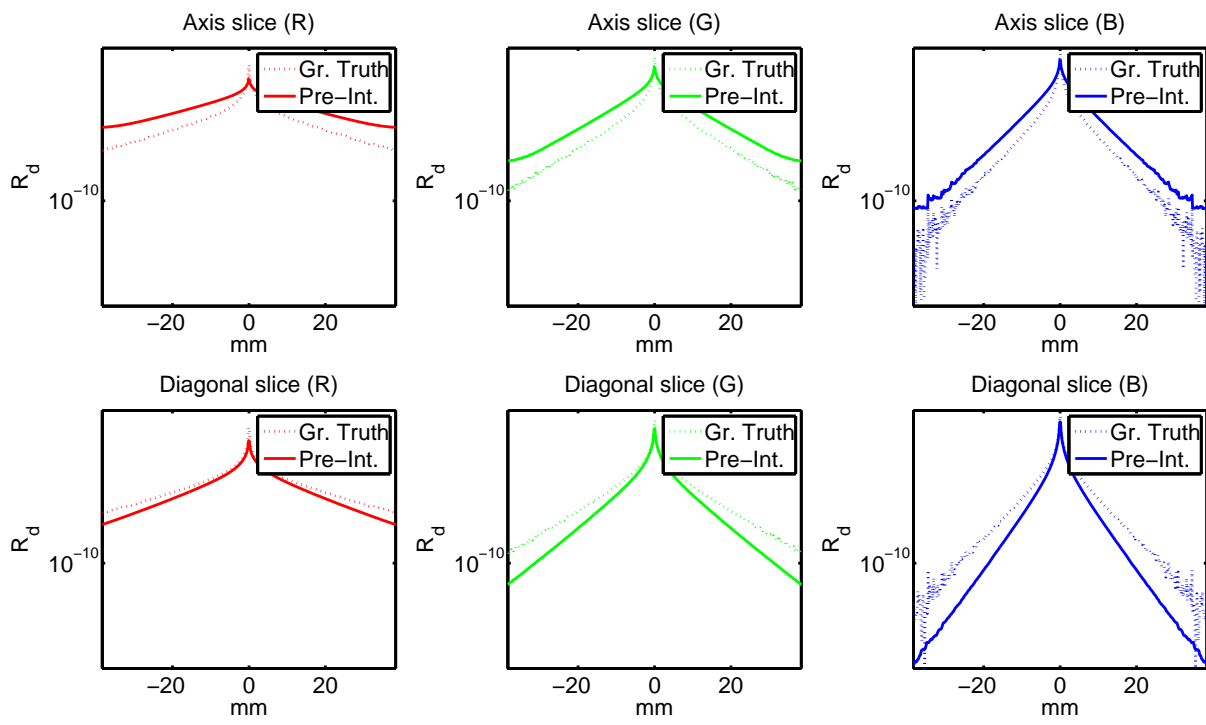 Axis slice (R)
Gr. Truth
Pre−Int.
R_d
10^−10
−20 0 20
mm
Axis slice (G)
Gr. Truth
Pre−Int.
R_d
10^−10
−20 0 20
mm
Axis slice (B)
Gr. Truth
Pre−Int.
R_d
10^−10
−20 0 20
mm
Diagonal slice (R)
Gr. Truth
Pre−Int.
R_d
10^−10
−20 0 20
mm
Diagonal slice (G)
Gr. Truth
Pre−Int.
R_d
10^−10
−20 0 20
mm
Diagonal slice (B)
Gr. Truth
Pre−Int.
R_d
10^−10
−20 0 20
mm